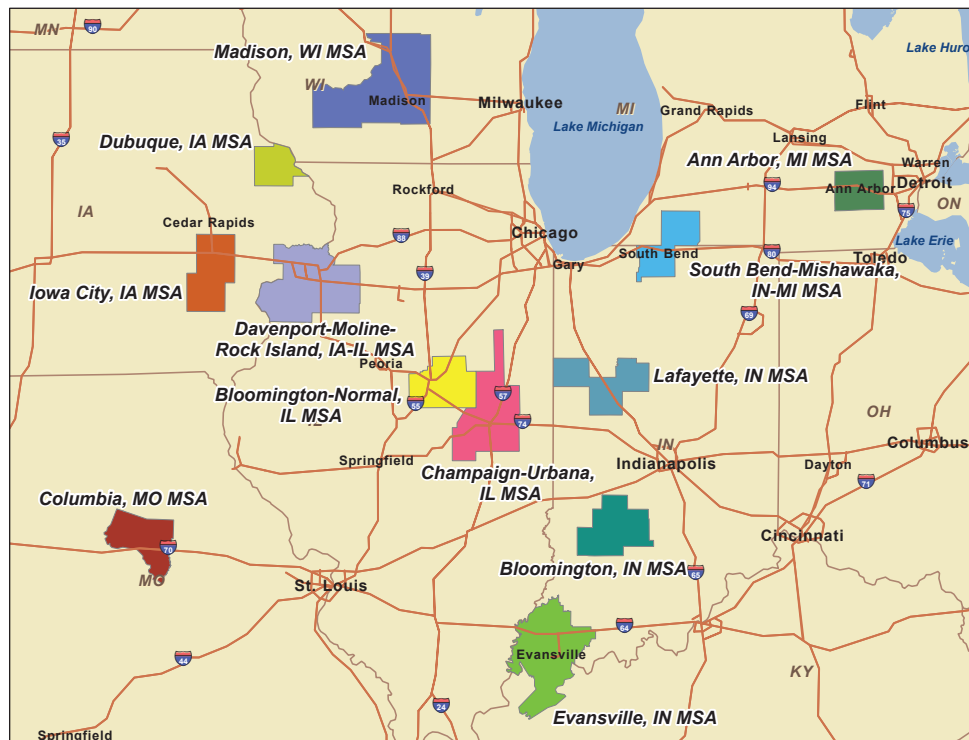 MN
90
Madison, WI MSA
WI
Madison
Milwaukee
Lake Michigan
MI
Grand Rapids
Flint
Lake Huro
Lansing
35
Dubuque, IA MSA
Ann Arbor, MI MSA
Warren
94
Ann Arbor
Detroit
Rockford
IA
Cedar Rapids
ON
75
88
Chicago
Lake Erie
39
Gary
South Bend
80
Toledo
Iowa City, IA MSA
South Bend-Mishawaka,
IN-MI MSA
69
Davenport-Moline-
Rock Island, IA-IL MSA
Peoria
Lafayette, IN MSA
Bloomington-Normal,
IL MSA
55
57
74
OH
Columbus
IN
Springfield
Indianapolis
Dayton
Champaign-Urbana,
IL MSA
71
Columbia, MO MSA
70
Cincinnati
Bloomington, IN MSA
65
MO
St. Louis
64
Evansville
44
KY
24
Evansville, IN MSA
Springfield